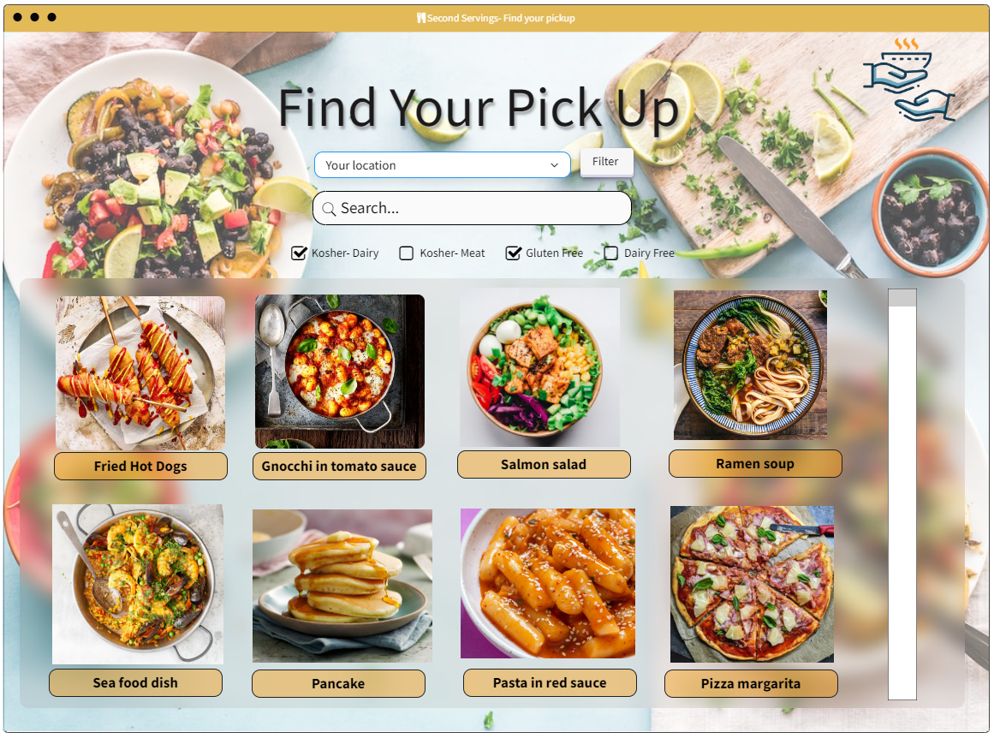 Second Servings- Find your pickup
Find Your Pick Up
Your location
Filter
Search...
Kosher- Dairy Kosher- Meat Gluten Free Dairy Free
Fried Hot Dogs
Gnocchi in tomato sauce
Salmon salad
Ramen soup
Sea food dish
Pancake
Pasta in red sauce
Pizza margarita